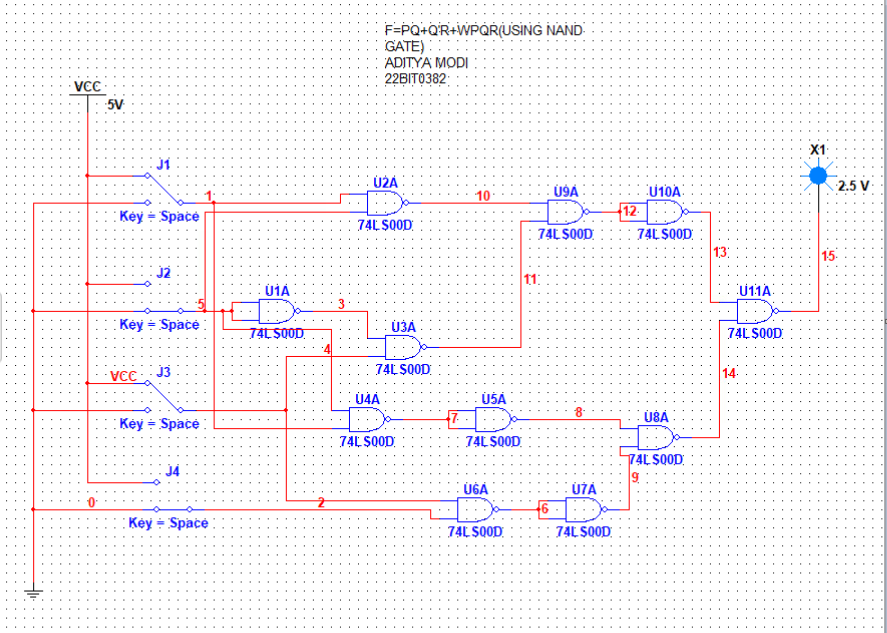 F=PQ+Q'R+WPQR(USING NAND
GATE)
ADITYA MODI
22BIT0382
VCC
5V
X1
2.5 V
J1
1
Key = Space
U2A
10
74LS00D
U9A
74LS00D
U10A
12
74LS00D
13
15
J2
5
Key = Space
U1A
3
74LS00D
11
U11A
74LS00D
U3A
4
74LS00D
14
VCC
J3
Key = Space
U4A
74LS00D
7
U5A
74LS00D
8
U8A
74LS00D
9
J4
0
Key = Space
2
U6A
74LS00D
6
U7A
74LS00D